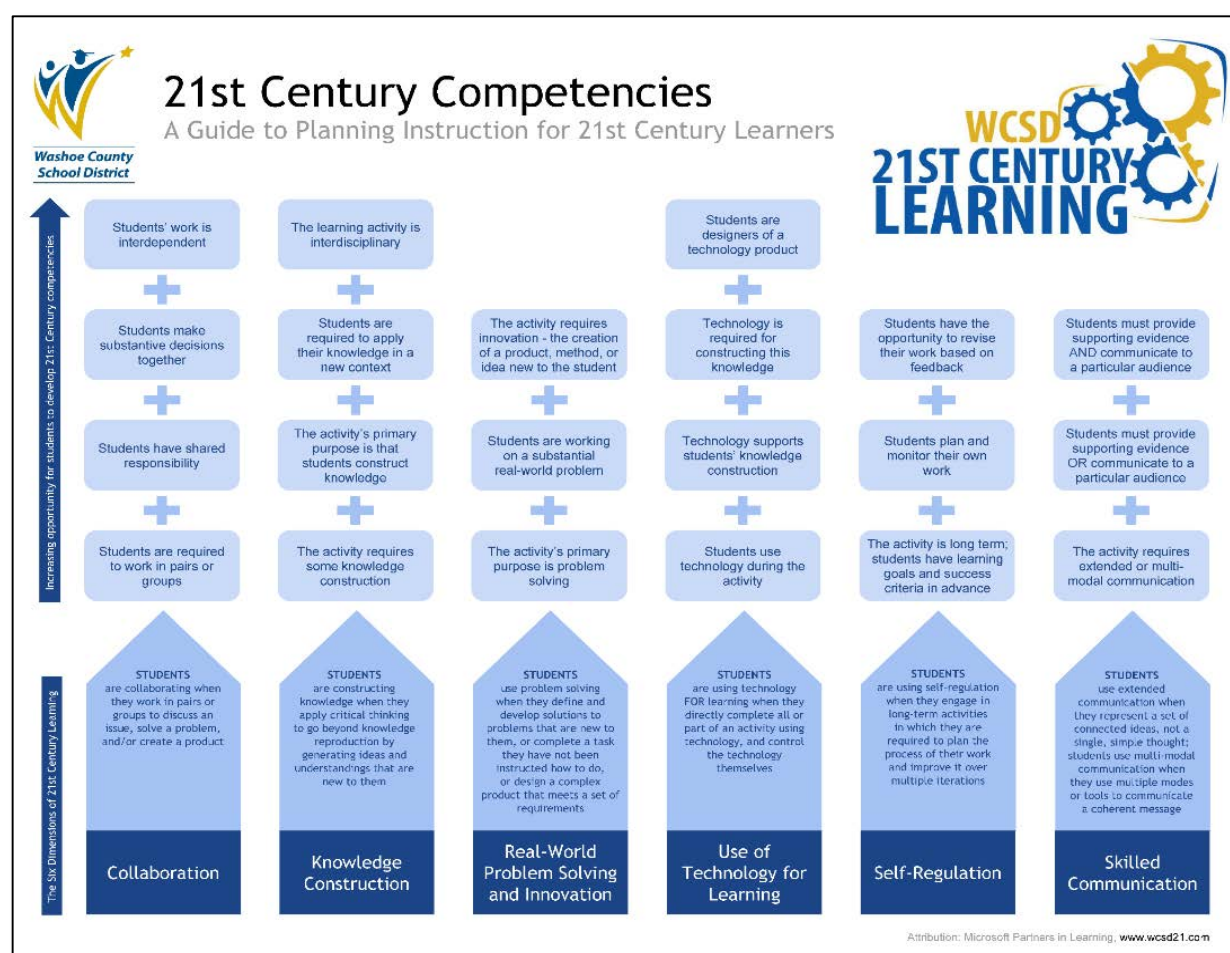 21st Century Competencies
A Guide to Planning Instruction for 21st Century Learners
Washoe County
School District
WCSD
21ST CENTURY
LEARNING
Increasing opportunity for students to develop 21st Century competencies
Students' work is
interdependent
The learning activity is
interdisciplinary
Students are
designers of a
technology product
Students make
substantive decisions
together
Students are
required to apply
their knowledge in a
new context
The activity requires
innovation - the creation
of a product, method, or
idea new to the student
Technology is
required for
constructing this
knowledge
Students have the
opportunity to revise
their work based on
feedback
Students must provide
supporting evidence
AND communicate to
a particular audience
Students have shared
responsibility
The activity's primary
purpose is that
students construct
knowledge
Students are working
on a substantial
real-world problem
Technology supports
students' knowledge
construction
Students plan and
monitor their own
work
Students must provide
supporting evidence
OR communicate to a
particular audience
Students are required
to work in pairs or
groups
The activity requires
some knowledge
construction
The activity's primary
purpose is problem
solving
Students use
technology during the
activity
The activity is long term;
students have learning
goals and success
criteria in advance
The activity requires
extended or multi-
modal communication
The Six Dimensions of 21st Century Learning
STUDENTS
are collaborating when
they work in pairs or
groups to discuss an
issue, solve a problem,
and/or create a product
STUDENTS
are constructing
knowledge when they
apply critical thinking
to go beyond knowledge
reproduction by
generating ideas and
understandings that are
new to them
STUDENTS
use problem solving
when they define and
develop solutions to
problems that are new to
them, or complete a task
they have not been
instructed how to do,
or design a complex
product that meets a set of
requirements
STUDENTS
are using technology
FOR learning when they
directly complete all or
part of an activity using
technology, and control
the technology
themselves
STUDENTS
are using self-regulation
when they engage in
long-term activities
in which they are
required to plan the
process of their work
and improve it over
multiple iterations
STUDENTS
use extended
communication when
they represent a set of
connected ideas, not a
single, simple thought;
students use multi-modal
communication when
they use multiple modes
or tools to communicate
a coherent message
Collaboration
Knowledge
Construction
Real-World
Problem Solving
and Innovation
Use of
Technology for
Learning
Self-Regulation
Skilled
Communication
Attribution: Microsoft Partners in Learning, www.wcsd21.com